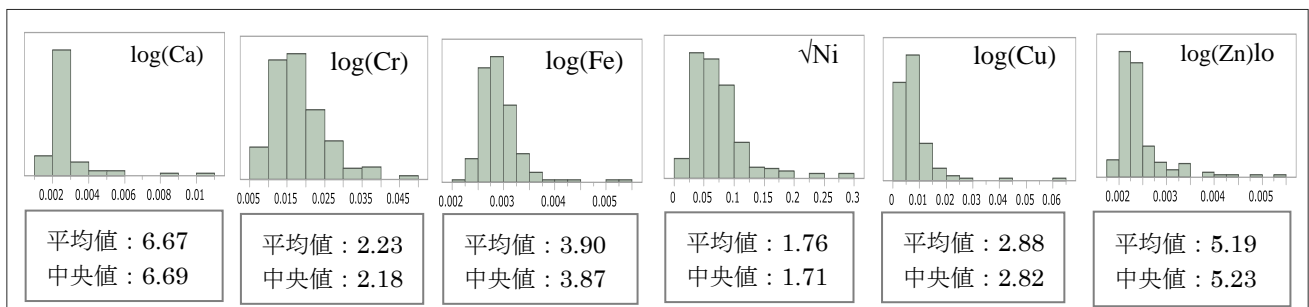 log(Ca)
0.002 0.004 0.006 0.01
平均値：6.67
中央値：6.69
log(Cr)
0.005 0.015 0.025 0.035 0.045
平均値：2.23
中央値：2.18
log(Fe)
0.002 0.003 0.004 0.005
平均値：3.90
中央値：3.87
√Ni
0 0.05 0.1 0.15 0.2 0.25 0.3
平均値：1.76
中央値：1.71
log(Cu)
0 0.01 0.02 0.03 0.04 0.05 0.06
平均値：2.88
中央値：2.82
log(Zn)lo
0.002 0.003 0.004 0.005
平均値：5.19
中央値：5.23